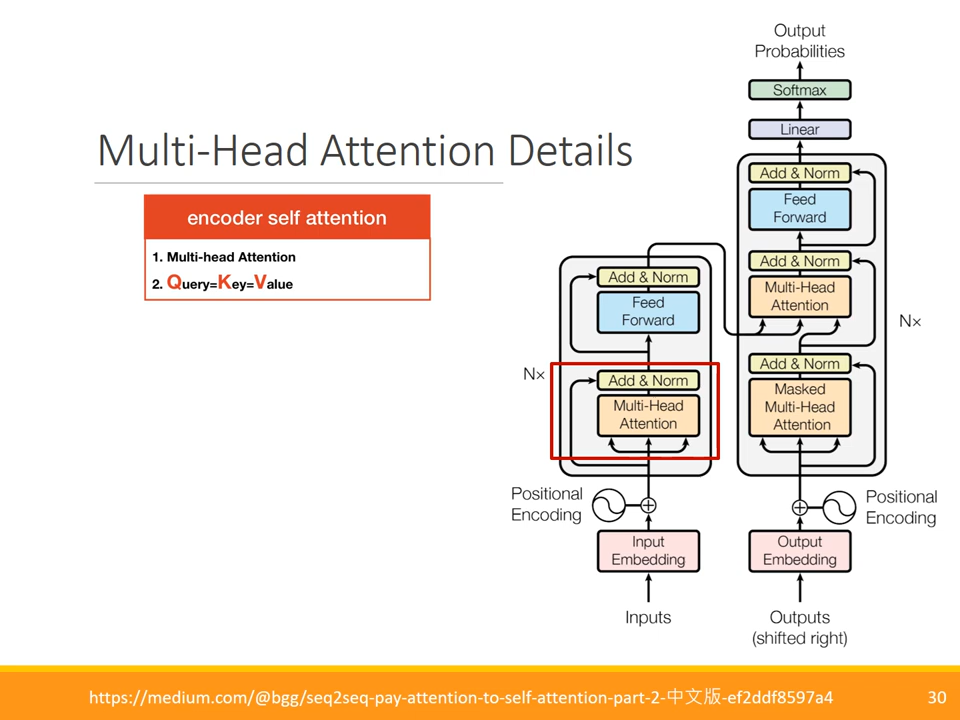 Multi-Head Attention Details
encoder self attention
1. Multi-head Attention
2. Query=Key=Value
Output
Probabilities
Softmax
Linear
Add & Norm
Feed
Forward
Add & Norm
Multi-Head
Attention
Nx
Add & Norm
Masked
Multi-Head
Attention
Add & Norm
Feed
Forward
Nx
Add & Norm
Multi-Head
Attention
Positional
Encoding
Positional
Encoding
Input
Embedding
Output
Embedding
Inputs
Outputs
(shifted right)
https://medium.com/@bgg/seq2seq-pay-attention-to-self-attention-part-2-中文版-ef2ddf8597a4
30